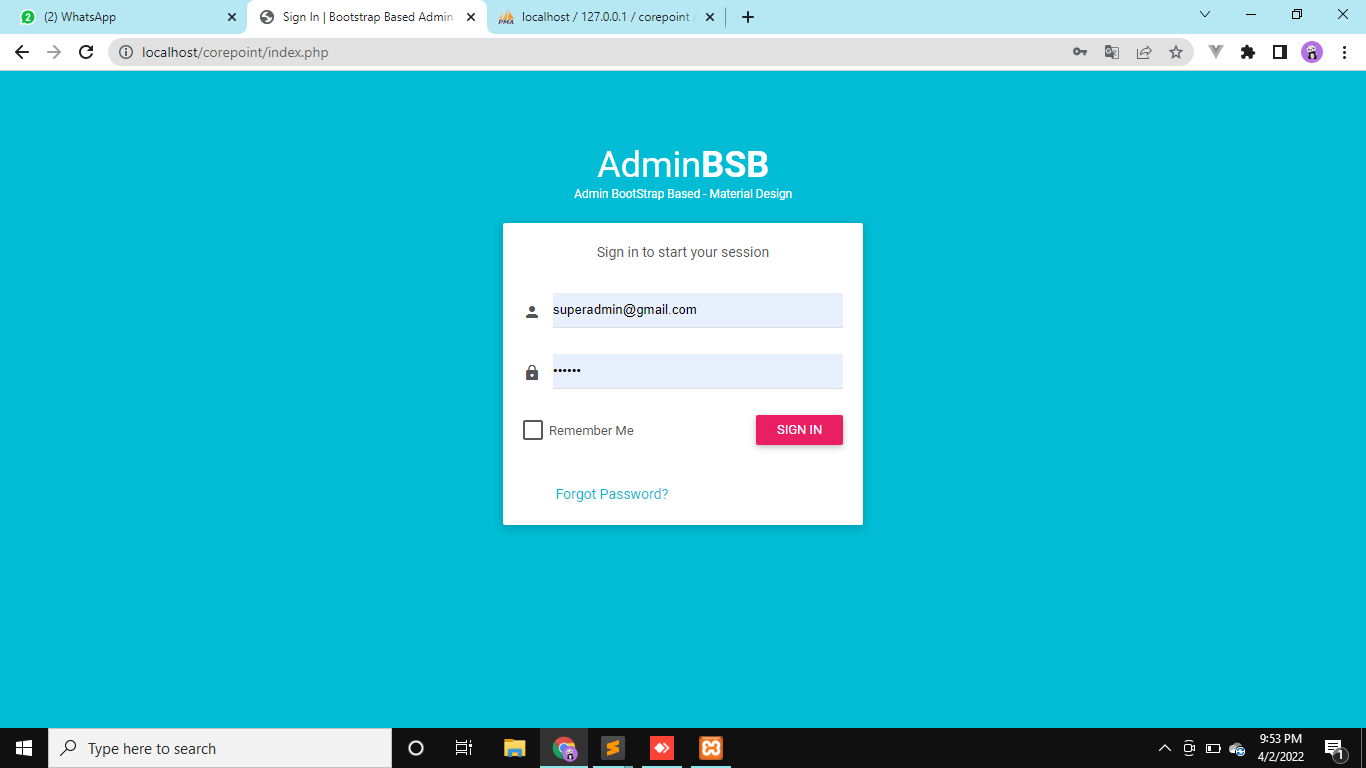 (2) WhatsApp
Sign In | Bootstrap Based Admin
localhost / 127.0.0.1 / corepoint
localhost/corepoint/index.php
AdminBSB
Admin BootStrap Based - Material Design
Sign in to start your session
superadmin@gmail.com
••••••
Remember Me
SIGN IN
Forgot Password?
Type here to search
9:53 PM
4/2/2022
1